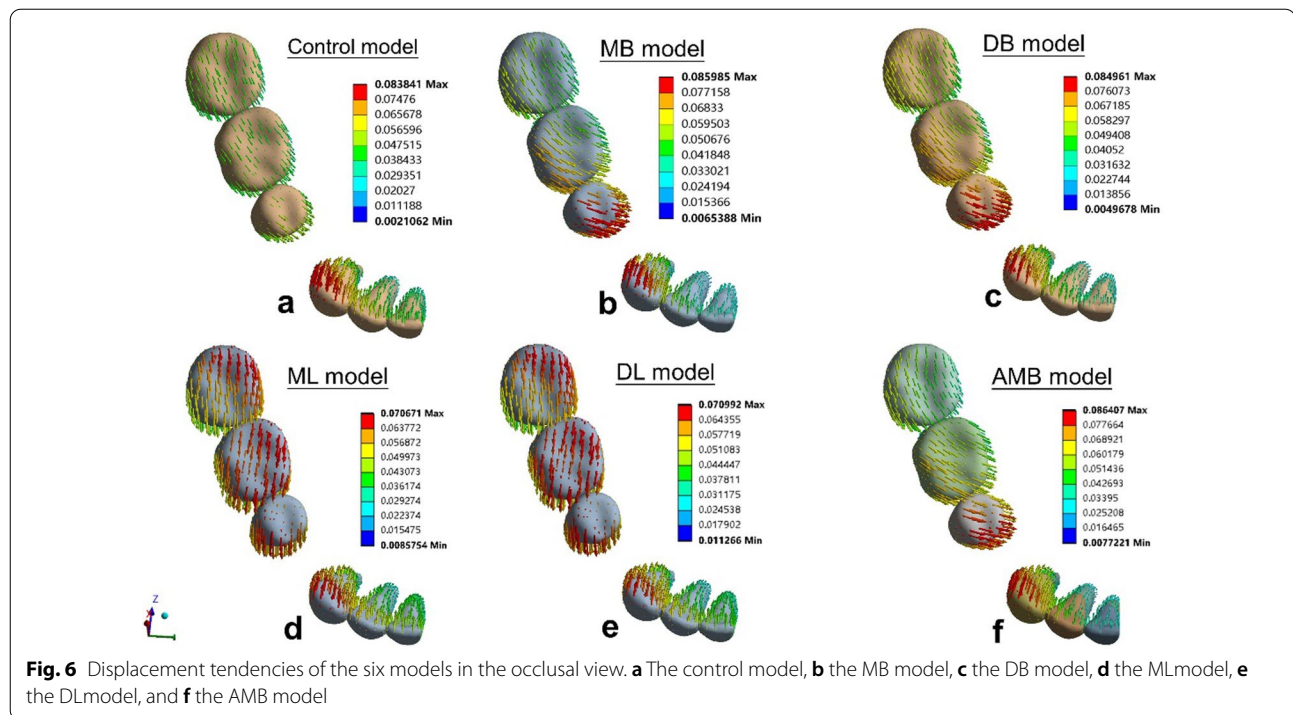 Control model
0.083841 Max
0.07476
0.065678
0.056596
0.047515
0.038433
0.029351
0.02027
0.011188
0.0021062 Min
a
MB model
0.085985 Max
0.077158
0.06833
0.059503
0.050676
0.041848
0.033021
0.024194
0.015366
0.0065388 Min
b
DB model
0.084961 Max
0.076073
0.067185
0.058297
0.049408
0.04052
0.031632
0.022744
0.013856
0.0049678 Min
c
ML model
0.070671 Max
0.063772
0.056872
0.049973
0.043073
0.036174
0.029274
0.022374
0.015475
0.0085754 Min
d
DL model
0.070992 Max
0.064355
0.057719
0.051083
0.044447
0.037811
0.031175
0.024538
0.017902
0.011266 Min
e
AMB model
0.086407 Max
0.077664
0.068921
0.060179
0.051436
0.042693
0.03395
0.025208
0.016465
0.0077221 Min
f
Z
Fig. 6 Displacement tendencies of the six models in the occlusal view. a The control model, b the MB model, c the DB model, d the MLmodel, e
the DLmodel, and f the AMB model